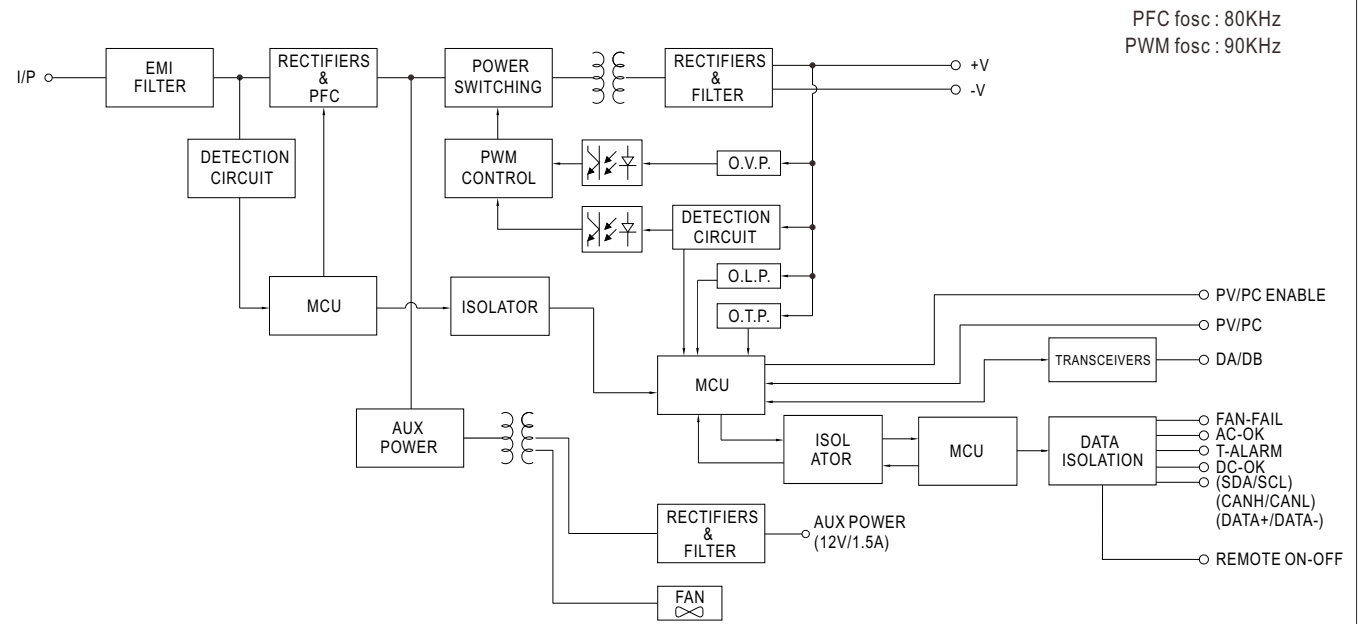 PFC fosc : 80KHz
PWM fosc : 90KHz
I/P
EMI
FILTER
RECTIFIERS
&
PFC
POWER
SWITCHING
RECTIFIERS
&
FILTER
+V
-V
DETECTION
CIRCUIT
PWM
CONTROL
O.V.P.
DETECTION
CIRCUIT
O.L.P.
O.T.P.
MCU
ISOLATOR
MCU
PV/PC ENABLE
PV/PC
TRANSCEIVERS
DA/DB
AUX
POWER
ISOL
ATOR
MCU
DATA
ISOLATION
FAN-FAIL
AC-OK
T-ALARM
DC-OK
(SDA/SCL)
(CANH/CANL)
(DATA+/DATA-)
REMOTE ON-OFF
RECTIFIERS
&
FILTER
AUX POWER
(12V/1.5A)
FAN